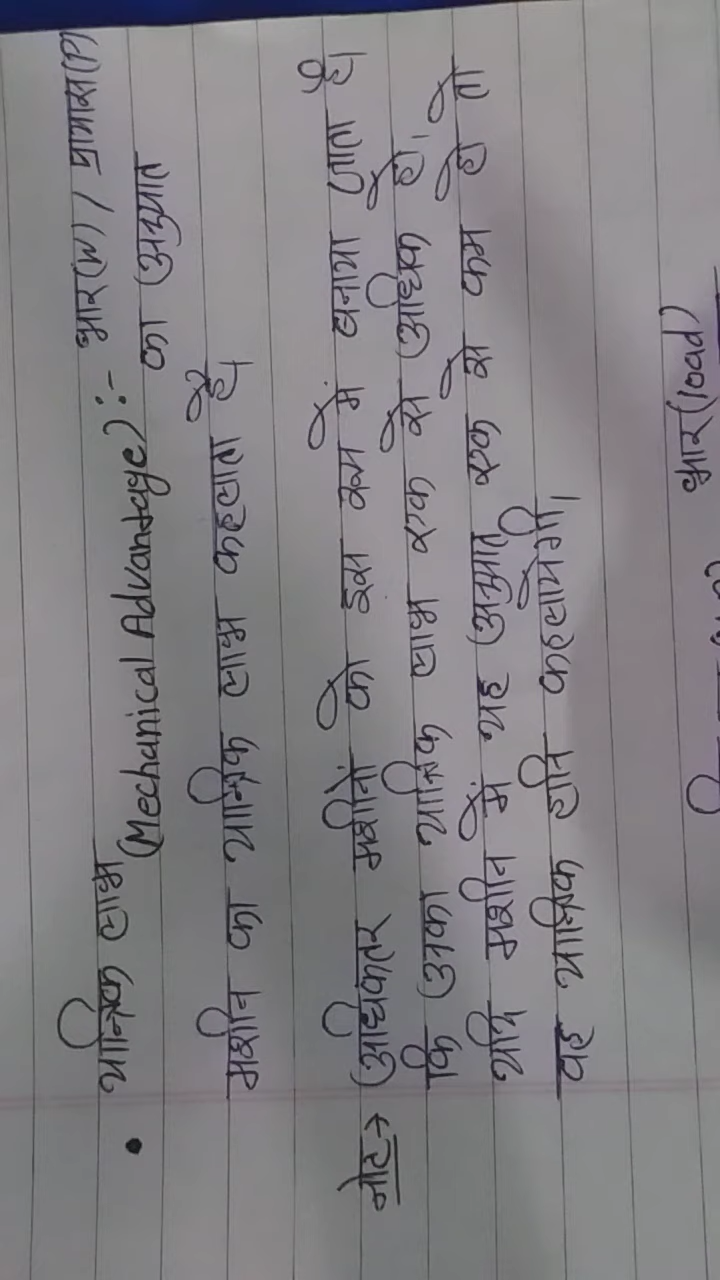 • यान्त्रिक लाभ
(Mechanical Advantage) :- भार(W) / प्रयास(P)
का अनुपात
मशीन का यान्त्रिक लाभ कहलाता है।
नोट→ अधिकतर मशीनों को इस क्रम में बनाया जाता है।
कि उनका यान्त्रिक लाभ एक से अधिक हो।
यदि मशीन में यह अनुपात एक से कम हो तो
वह यान्त्रिक हानि कहलायेगी।
भार(load)